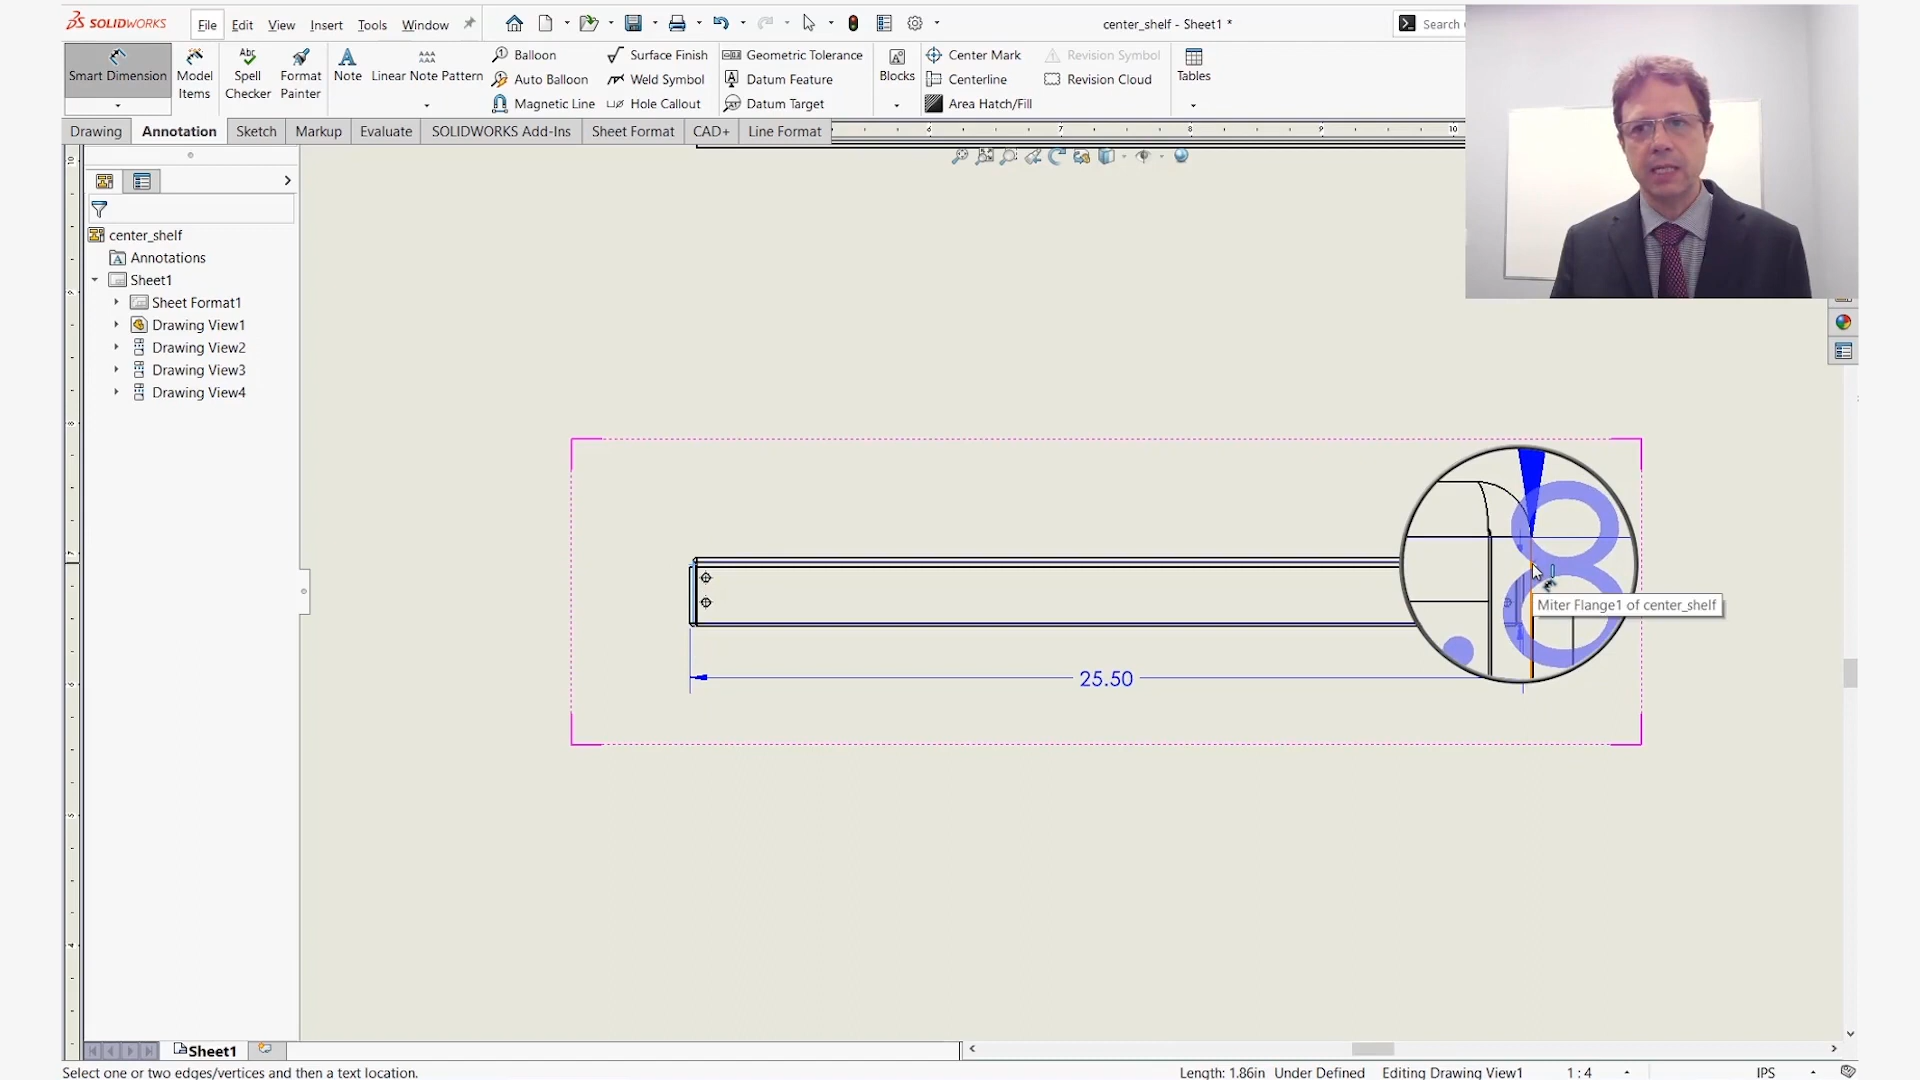 SOLIDWORKS
File Edit View Insert Tools Window
center_shelf - Sheet1 *
Search
Smart Dimension
Model Items
Spell Checker
Format Painter
Note
Linear Note Pattern
Balloon
Auto Balloon
Magnetic Line
Surface Finish
Weld Symbol
Hole Callout
Geometric Tolerance
Datum Feature
Datum Target
Blocks
Center Mark
Centerline
Area Hatch/Fill
Revision Symbol
Revision Cloud
Tables
Drawing Annotation Sketch Markup Evaluate SOLIDWORKS Add-Ins Sheet Format CAD+ Line Format
6 7 8 9 10
center_shelf
Annotations
Sheet1
Sheet Format1
Drawing View1
Drawing View2
Drawing View3
Drawing View4
Miter Flange1 of center_shelf
25.50
Sheet1
Select one or two edges/vertices and then a text location.
Length: 1.86in Under Defined Editing Drawing View1 1 : 4 IPS